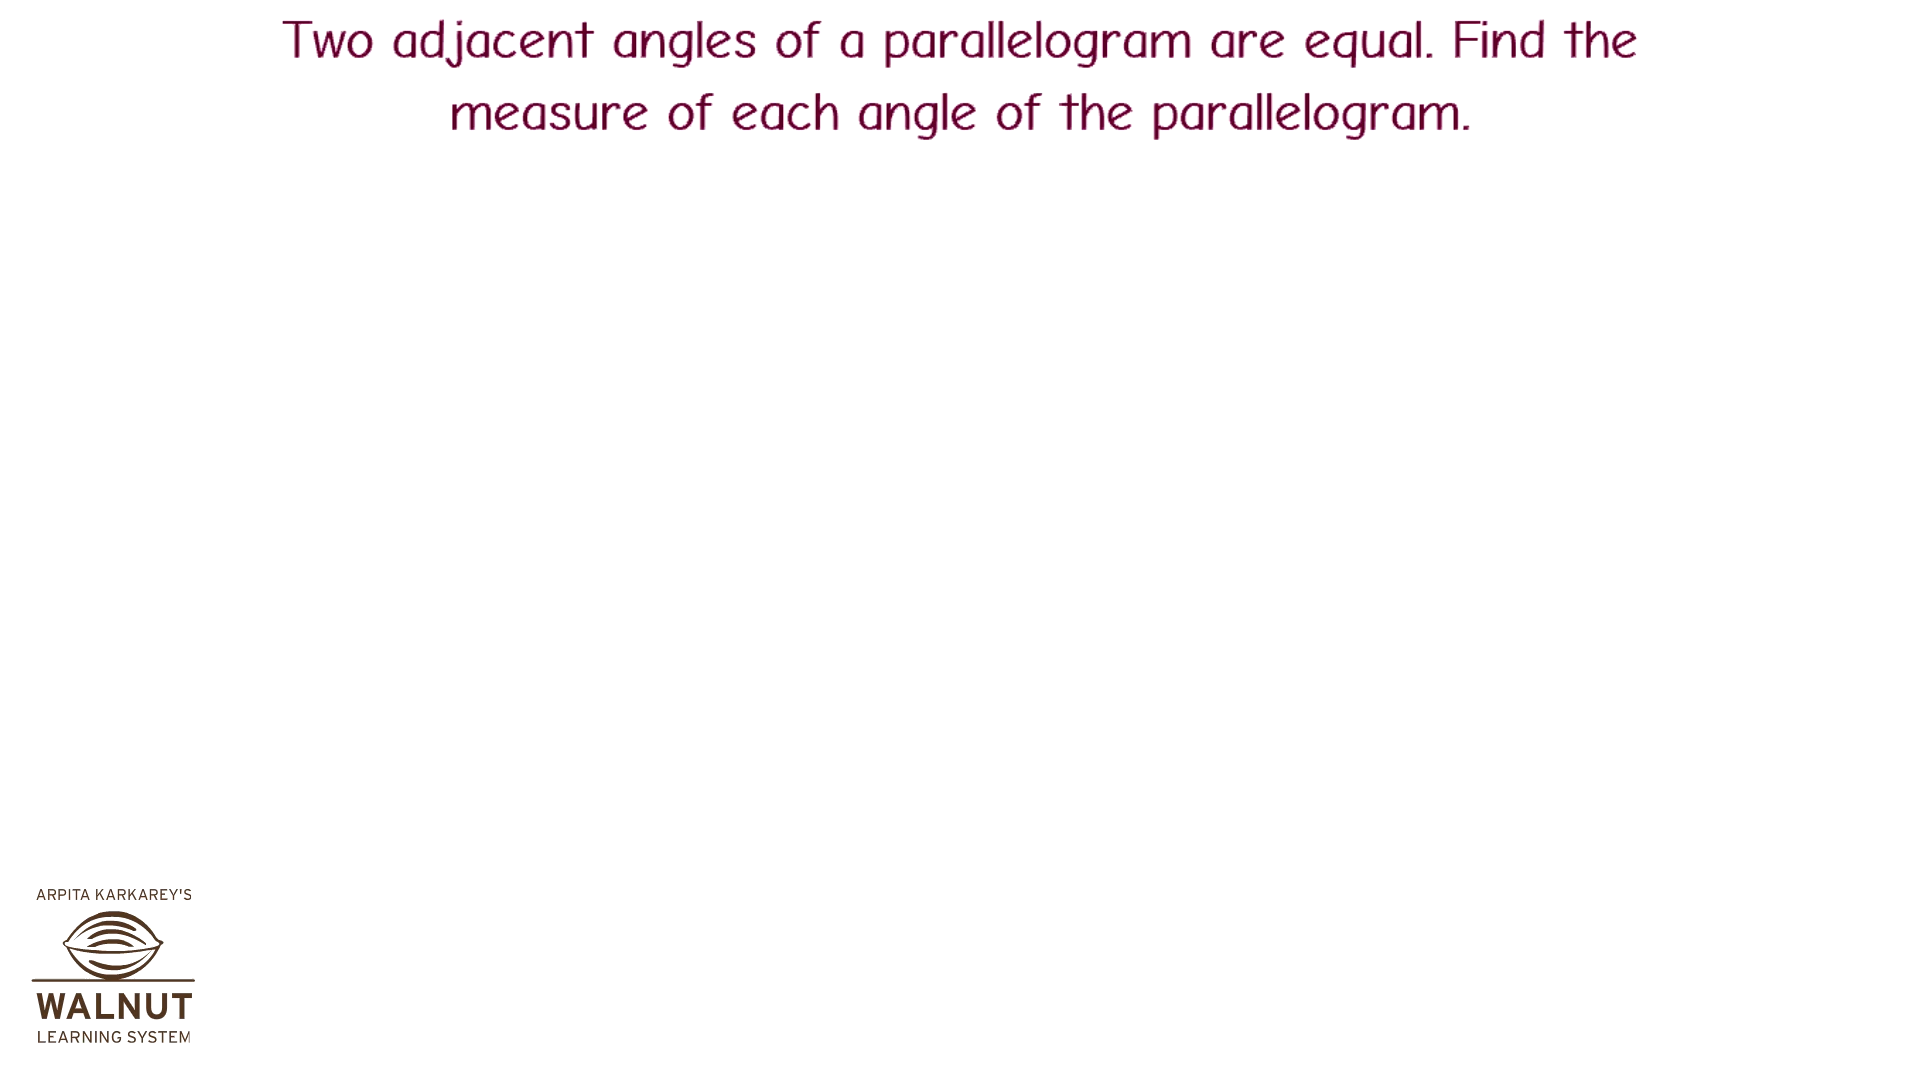 Two adjacent angles of a parallelogram are equal. Find the
measure of each angle of the parallelogram.
ARPITA KARKAREY'S
WALNUT
LEARNING SYSTEM